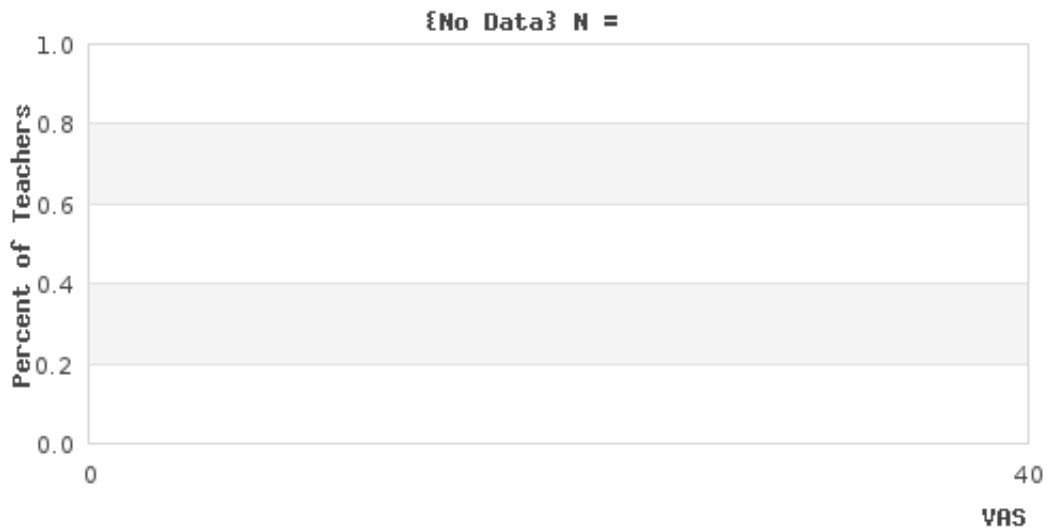 {No Data} N =
1.0
0.8
0.6
0.4
0.2
0.0
Percent of Teachers
0
40
VAS